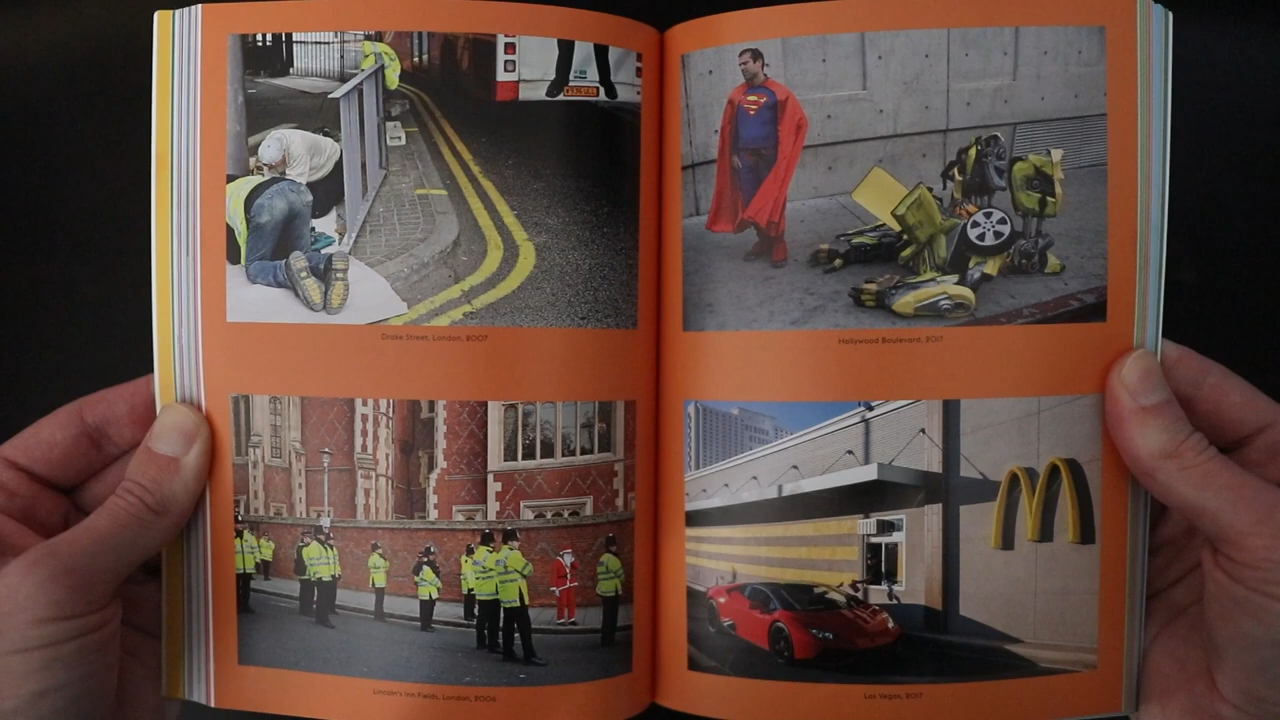 Drake Street, London, 2007
Hollywood Boulevard, 2017
Lincoln's Inn Fields, London, 2006
Las Vegas, 2017